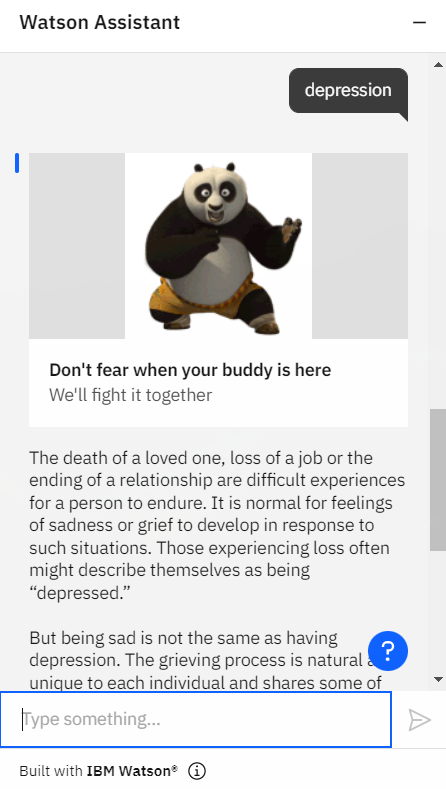 Watson Assistant
depression
Don't fear when your buddy is here
We'll fight it together
The death of a loved one, loss of a job or the
ending of a relationship are difficult experiences
for a person to endure. It is normal for feelings
of sadness or grief to develop in response to
such situations. Those experiencing loss often
might describe themselves as being
“depressed.”
But being sad is not the same as having
depression. The grieving process is natural
unique to each individual and shares some of
?
Type something...
Built with IBM Watson®